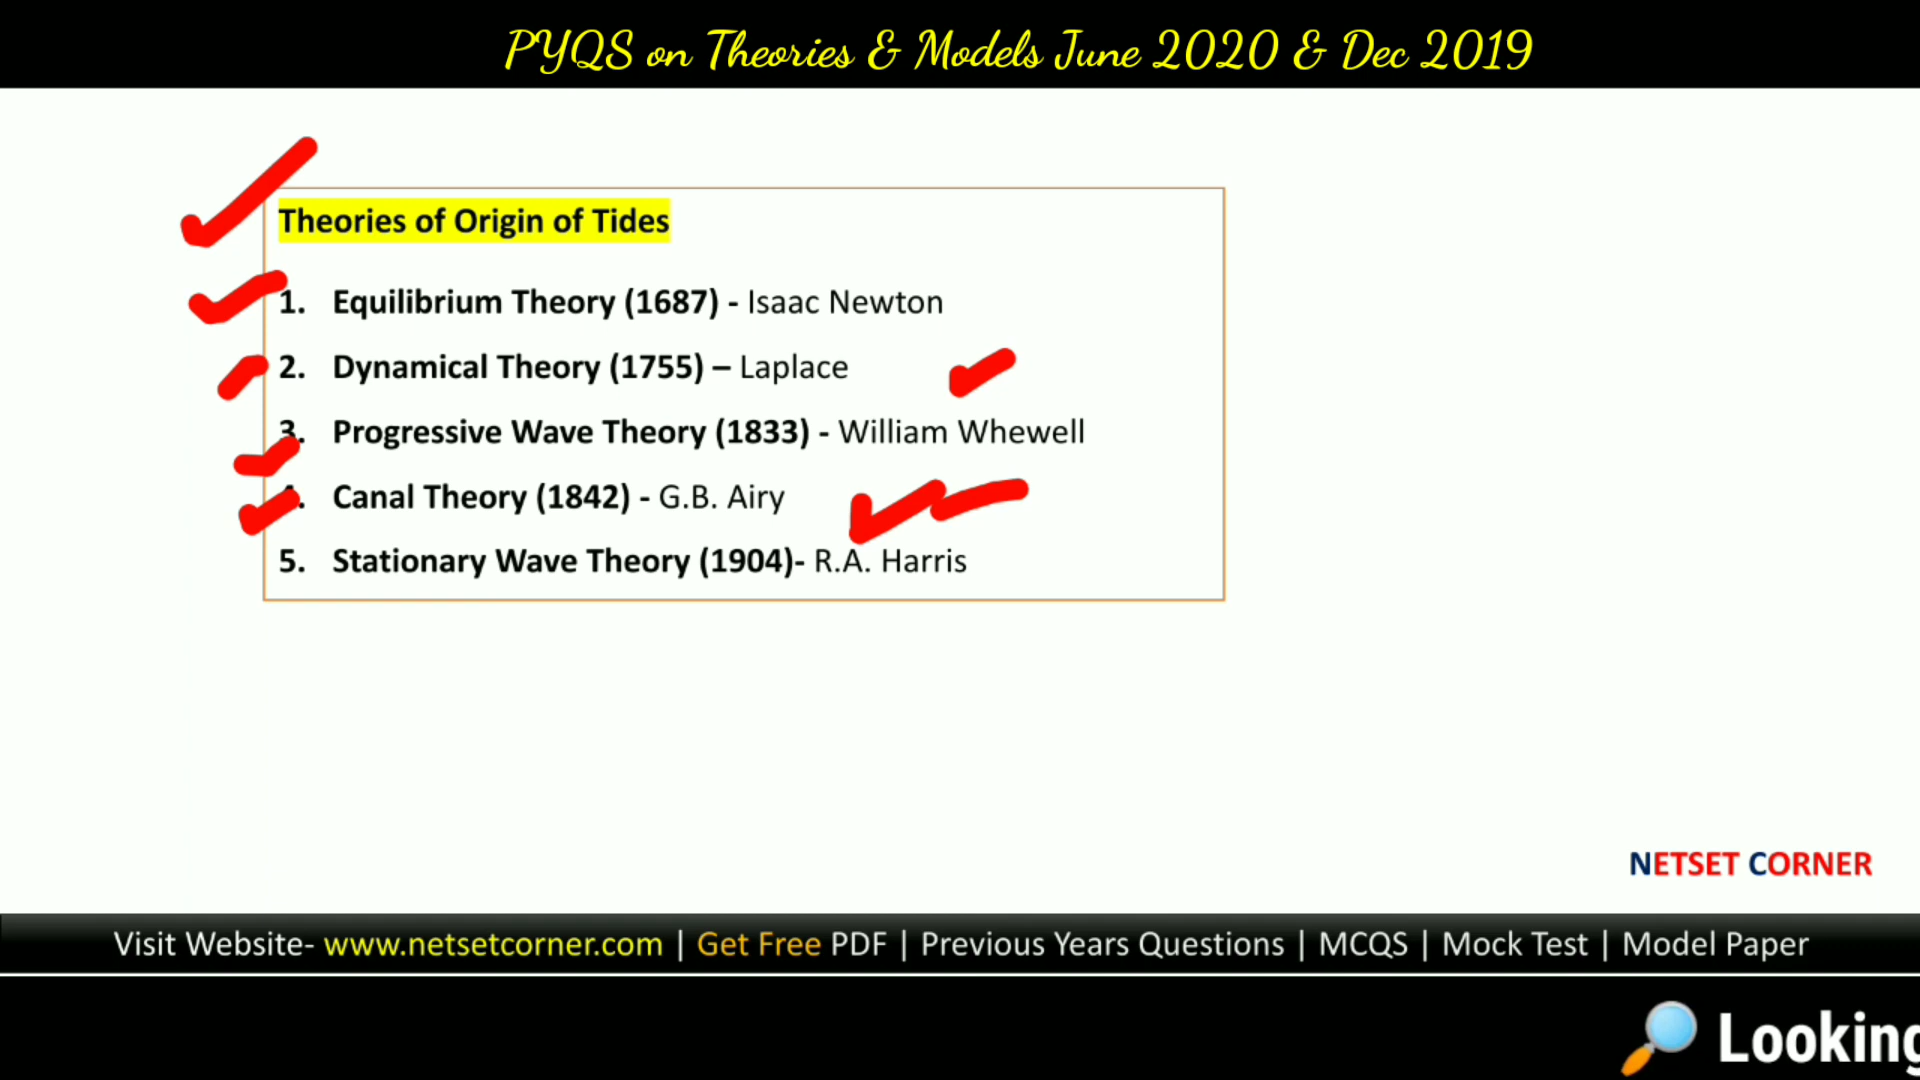 PYQS on Theories & Models June 2020 & Dec 2019
Theories of Origin of Tides
1. Equilibrium Theory (1687) - Isaac Newton
2. Dynamical Theory (1755) – Laplace
3. Progressive Wave Theory (1833) - William Whewell
4. Canal Theory (1842) - G.B. Airy
5. Stationary Wave Theory (1904)- R.A. Harris
NETSET CORNER
Visit Website- www.netsetcorner.com | Get Free PDF | Previous Years Questions | MCQS | Mock Test | Model Paper
Looking